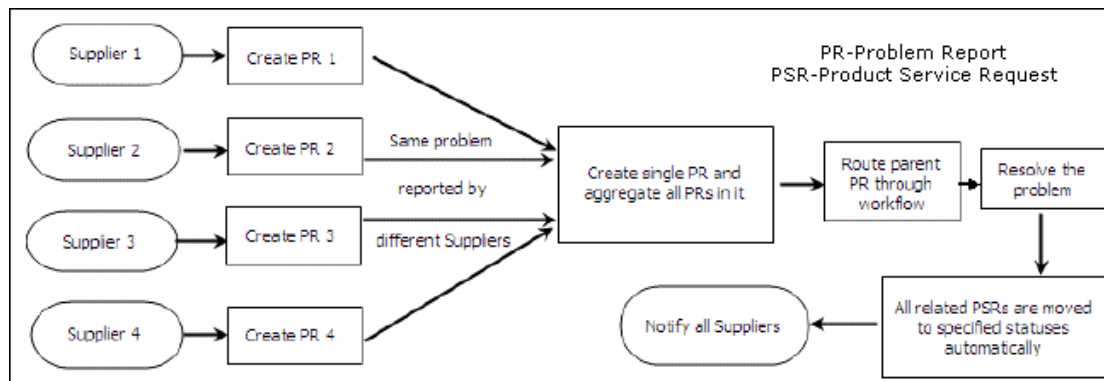 PR-Problem Report
PSR-Product Service Request
Supplier 1
Create PR 1
Supplier 2
Create PR 2
Same problem
reported by
different Suppliers
Supplier 3
Create PR 3
Supplier 4
Create PR 4
Create single PR and
aggregate all PRs in it
Route parent
PR through
workflow
Resolve the
problem
All related PSRs are moved
to specified statuses
automatically
Notify all Suppliers